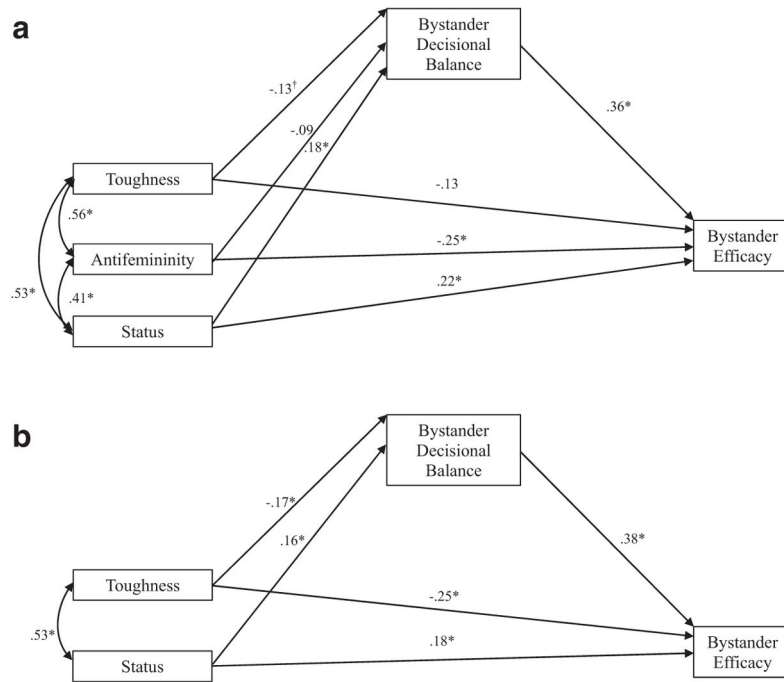 a
Bystander
Decisional
Balance
-.13†
-.09
.18*
.36*
Toughness
-.13
.56*
Bystander
Efficacy
Antifemininity
-.25*
.53*
.41*
.22*
Status
b
Bystander
Decisional
Balance
-.17*
.16*
.38*
Toughness
-.25*
.53*
.18*
Bystander
Efficacy
Status